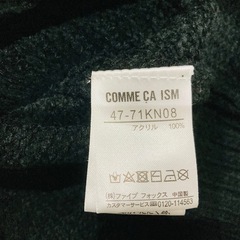 COMME ÇA ISM
47-71KN08
アクリル 100%
㈱ファイブ フォックス 中国製
カスタマーサービス ☎0120-114563